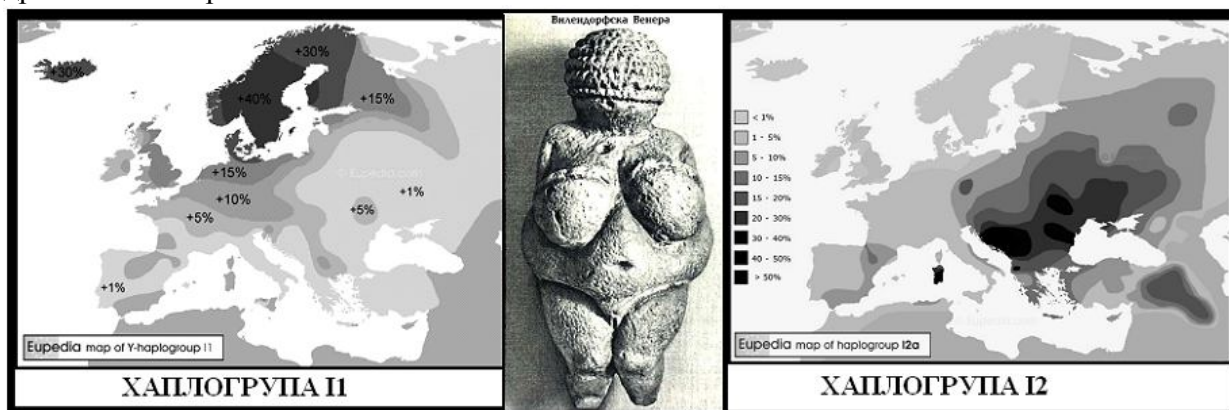 Вилендорфска Венера
+30%
+30%
+40%
+15%
+15%
+10%
+5%
+5%
+1%
+1%
© Eupedia.com
Eupedia map of Y-haplogroup I1
ХАПЛОГРУПА I1
< 1%
1 - 5%
5 - 10%
10 - 15%
15 - 20%
20 - 30%
30 - 40%
40 - 50%
> 50%
Eupedia map of haplogroup I2a
ХАПЛОГРУПА I2